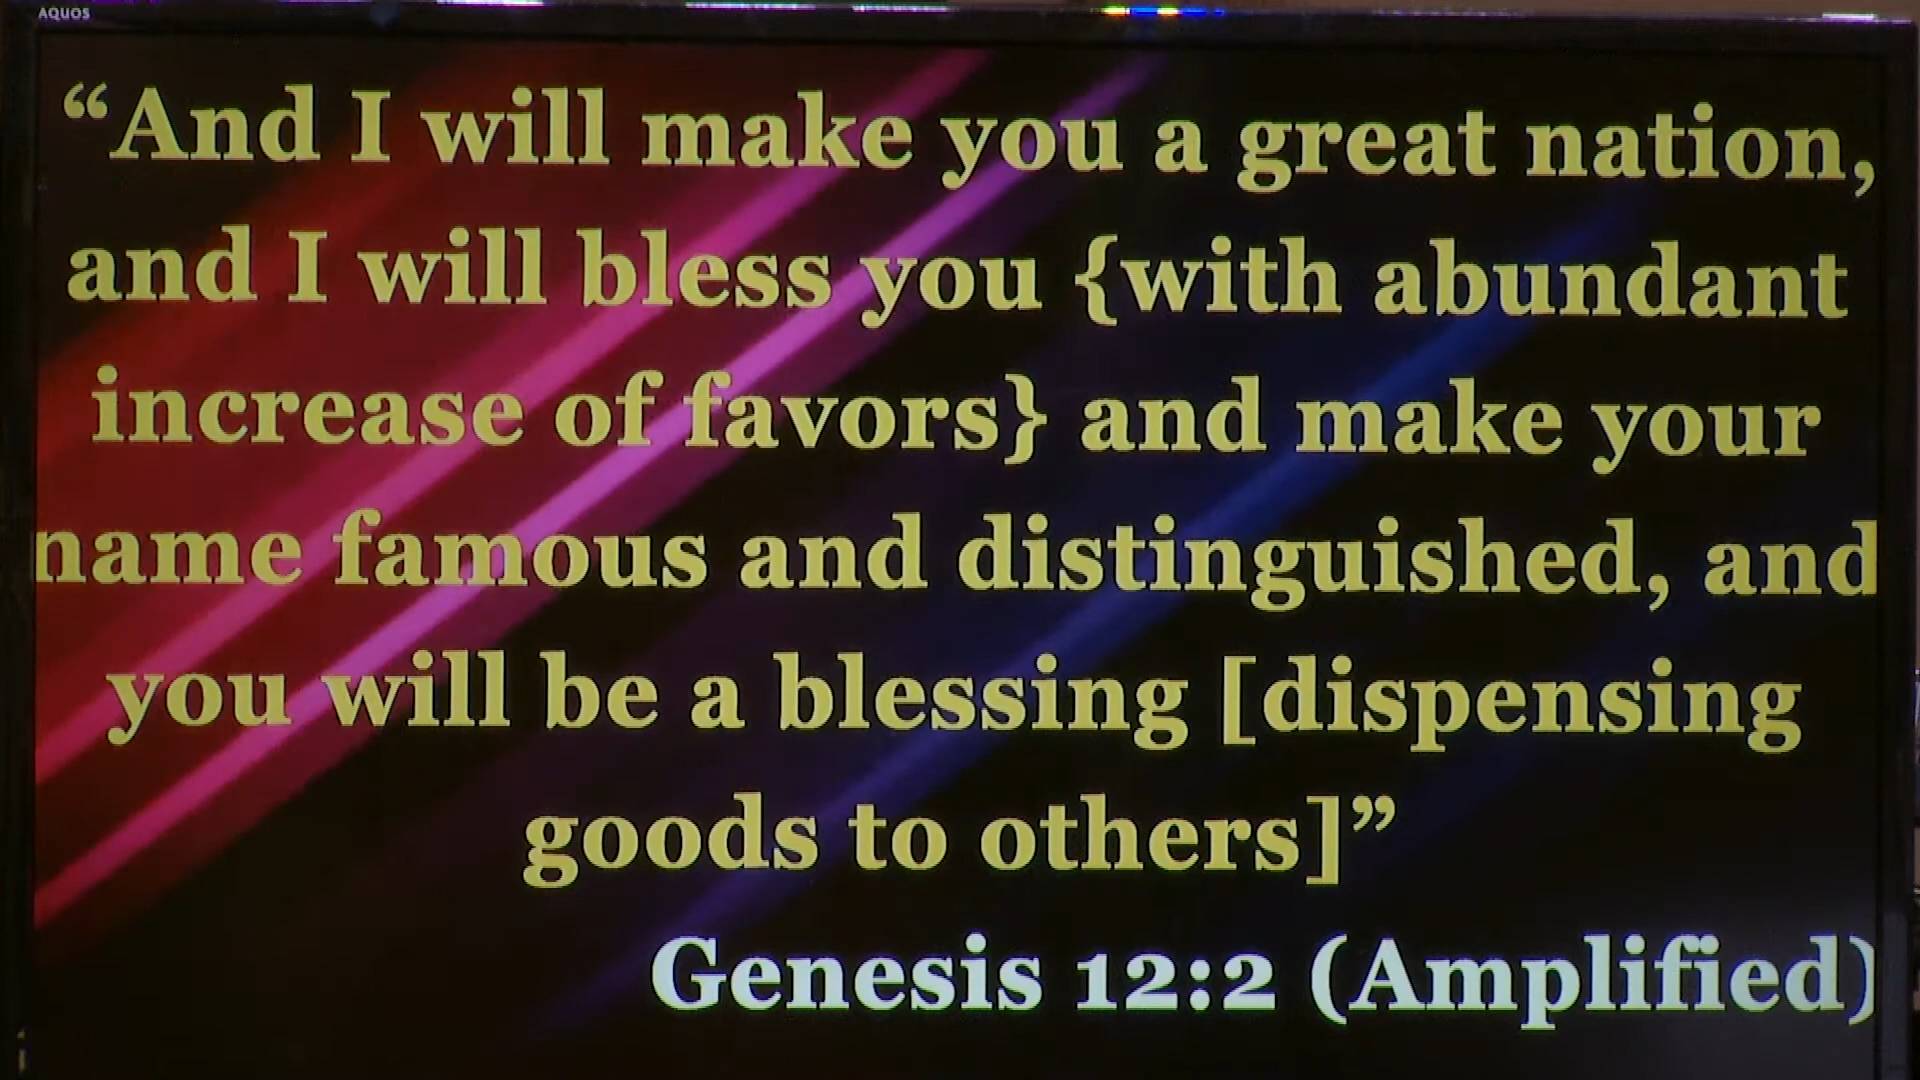 AQUOS
“And I will make you a great nation,
and I will bless you {with abundant
increase of favors} and make your
name famous and distinguished, and
you will be a blessing [dispensing
goods to others]”
Genesis 12:2 (Amplified)